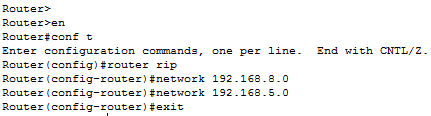 Router>
Router>en
Router#conf t
Enter configuration commands, one per line.  End with CNTL/Z.
Router(config)#router rip
Router(config-router)#network 192.168.8.0
Router(config-router)#network 192.168.5.0
Router(config-router)#exit